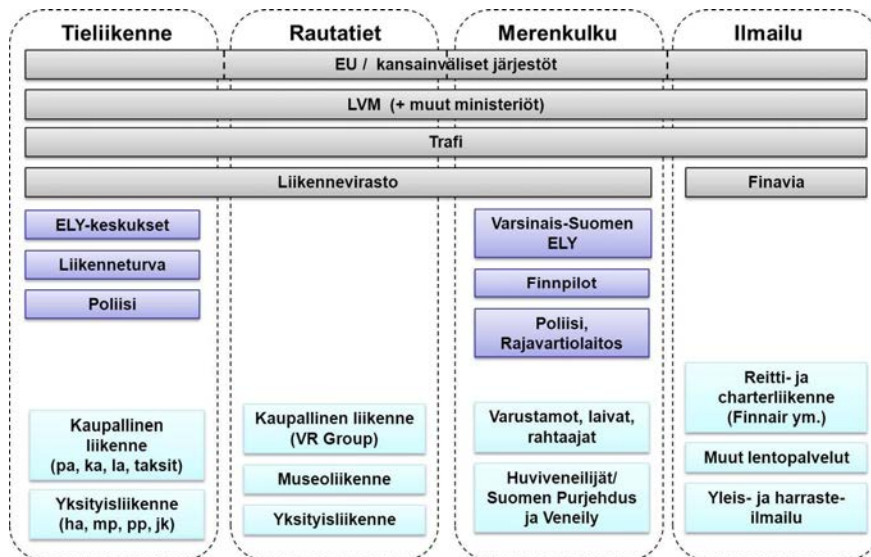 Tieliikenne
Rautatiet
Merenkulku
Ilmailu
EU / kansainväliset järjestöt
LVM (+ muut ministeriöt)
Trafi
Liikennevirasto
Finavia
ELY-keskukset
Liikenneturva
Poliisi
Kaupallinen
liikenne
(pa, ka, la, taksit)
Yksityisliikenne
(ha, mp, pp, jk)
Kaupallinen liikenne
(VR Group)
Museoliikenne
Yksityisliikenne
Varsinais-Suomen
ELY
Finnpilot
Poliisi,
Rajavartiolaitos
Varustamot, laivat,
rahtaajat
Huviveneilijät/
Suomen Purjehdus
ja Veneily
Reitti- ja
charterliikenne
(Finnair ym.)
Muut lentopalvelut
Yleis- ja harraste-
ilmailu